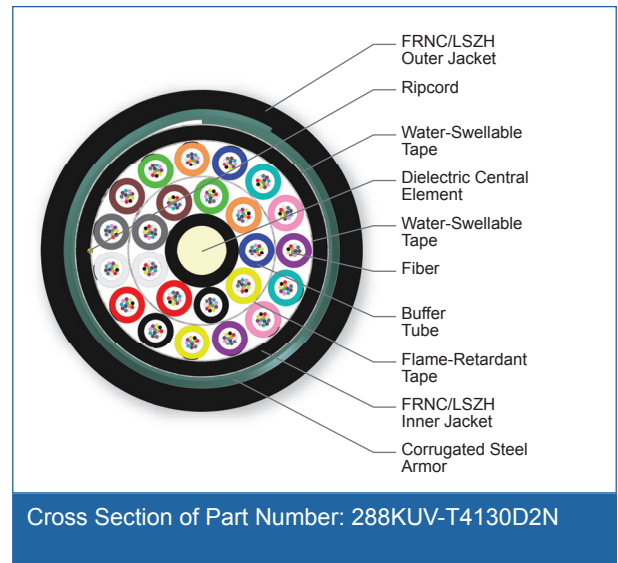 FRNC/LSZH
Outer Jacket
Ripcord
Water-Swellable
Tape
Dielectric Central
Element
Water-Swellable
Tape
Fiber
Buffer
Tube
Flame-Retardant
Tape
FRNC/LSZH
Inner Jacket
Corrugated Steel
Armor
Cross Section of Part Number: 288KUV-T4130D2N